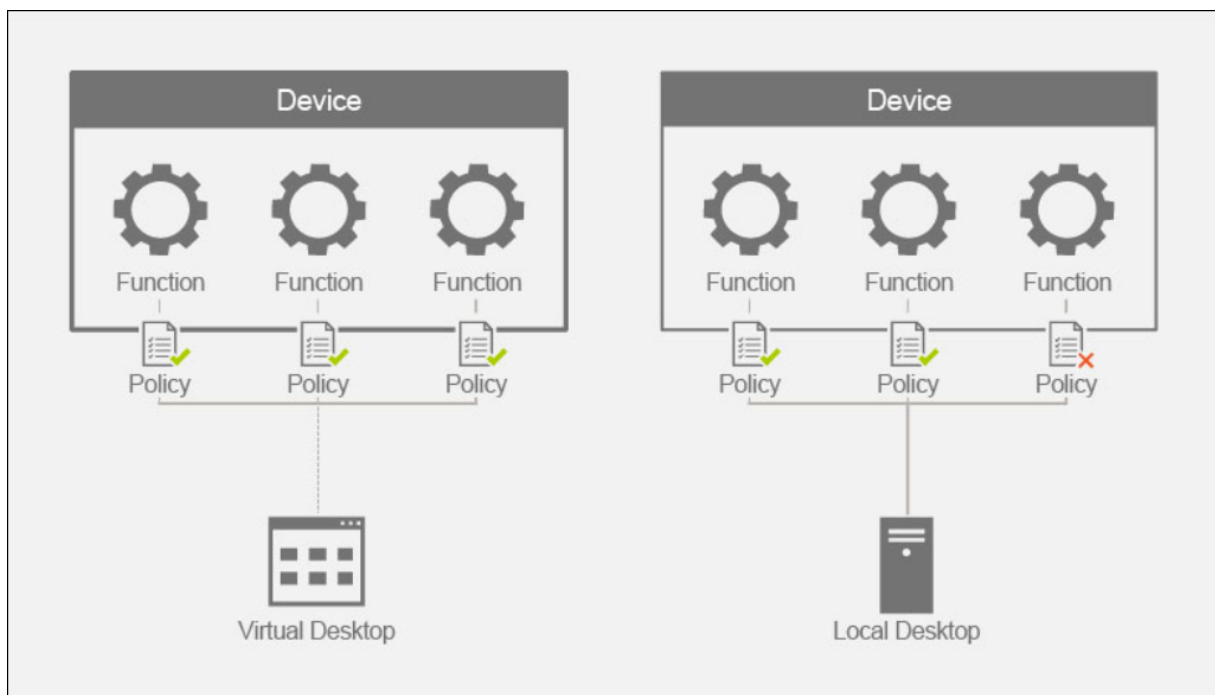 Device
Function Function Function
Policy Policy Policy
Virtual Desktop
Device
Function Function Function
Policy Policy Policy
Local Desktop